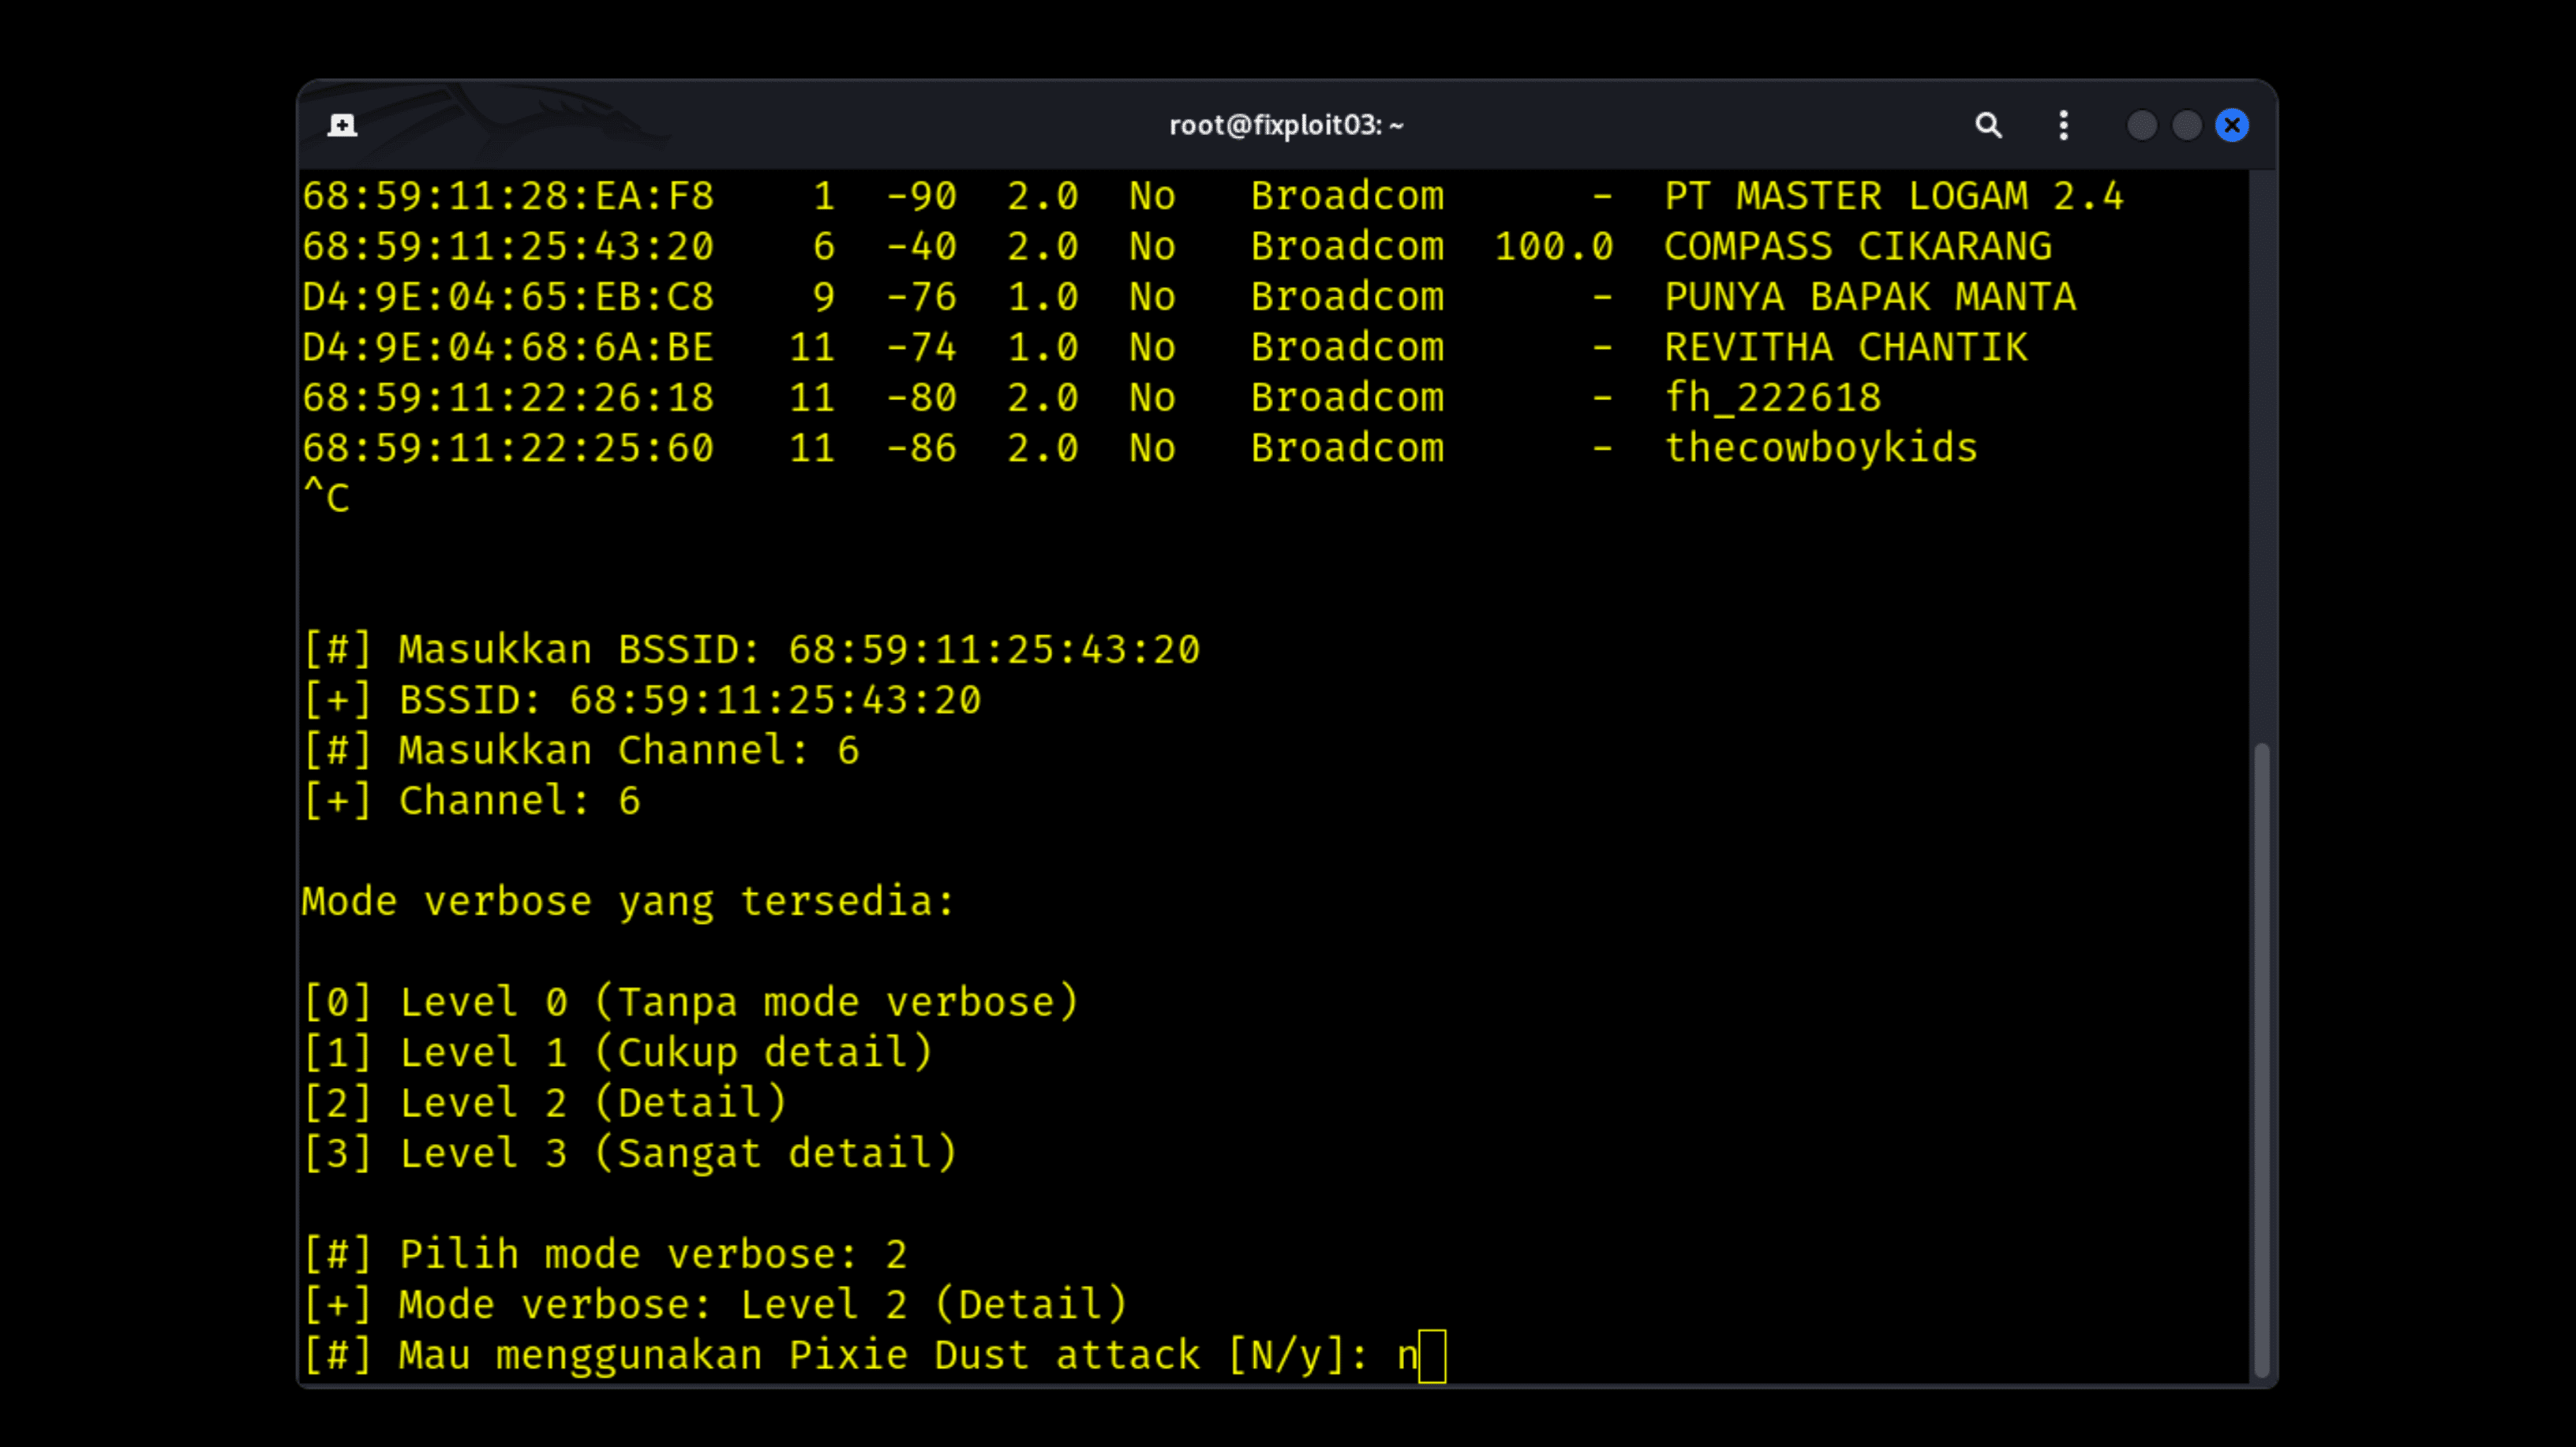 root@fixploit03: ~
68:59:11:28:EA:F8 1 -90 2.0 No Broadcom - PT MASTER LOGAM 2.4
68:59:11:25:43:20 6 -40 2.0 No Broadcom 100.0 COMPASS CIKARANG
D4:9E:04:65:EB:C8 9 -76 1.0 No Broadcom - PUNYA BAPAK MANTA
D4:9E:04:68:6A:BE 11 -74 1.0 No Broadcom - REVITHA CHANTIK
68:59:11:22:26:18 11 -80 2.0 No Broadcom - fh_222618
68:59:11:22:25:60 11 -86 2.0 No Broadcom - thecowboykids
^C
[#] Masukkan BSSID: 68:59:11:25:43:20
[+] BSSID: 68:59:11:25:43:20
[#] Masukkan Channel: 6
[+] Channel: 6
Mode verbose yang tersedia:
[0] Level 0 (Tanpa mode verbose)
[1] Level 1 (Cukup detail)
[2] Level 2 (Detail)
[3] Level 3 (Sangat detail)
[#] Pilih mode verbose: 2
[+] Mode verbose: Level 2 (Detail)
[#] Mau menggunakan Pixie Dust attack [N/y]: n